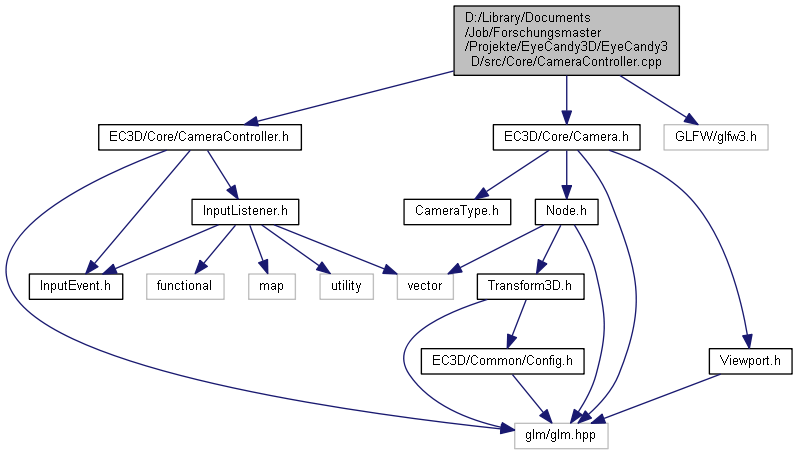 D:/Library/Documents
/Job/Forschungsmaster
/Projekte/EyeCandy3D/EyeCandy3
D/src/Core/CameraController.cpp
EC3D/Core/CameraController.h
EC3D/Core/Camera.h
GLFW/glfw3.h
InputListener.h
CameraType.h
Node.h
InputEvent.h
functional
map
utility
vector
Transform3D.h
EC3D/Common/Config.h
Viewport.h
glm/glm.hpp